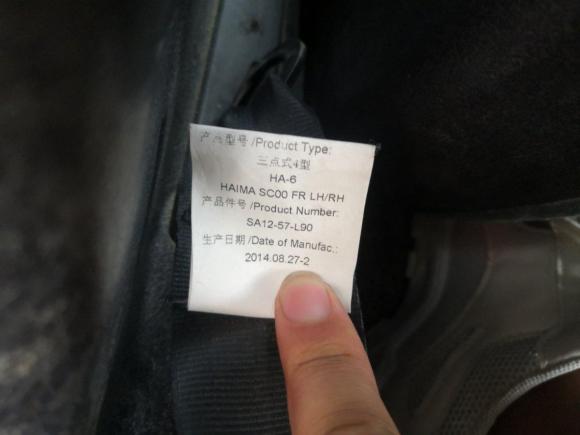 产品型号 /Product Type:
三点式4型
HA-6
HAIMA SC00 FR LH/RH
产品件号 /Product Number:
SA12-57-L90
生产日期 /Date of Manufac.:
2014.08.27-2